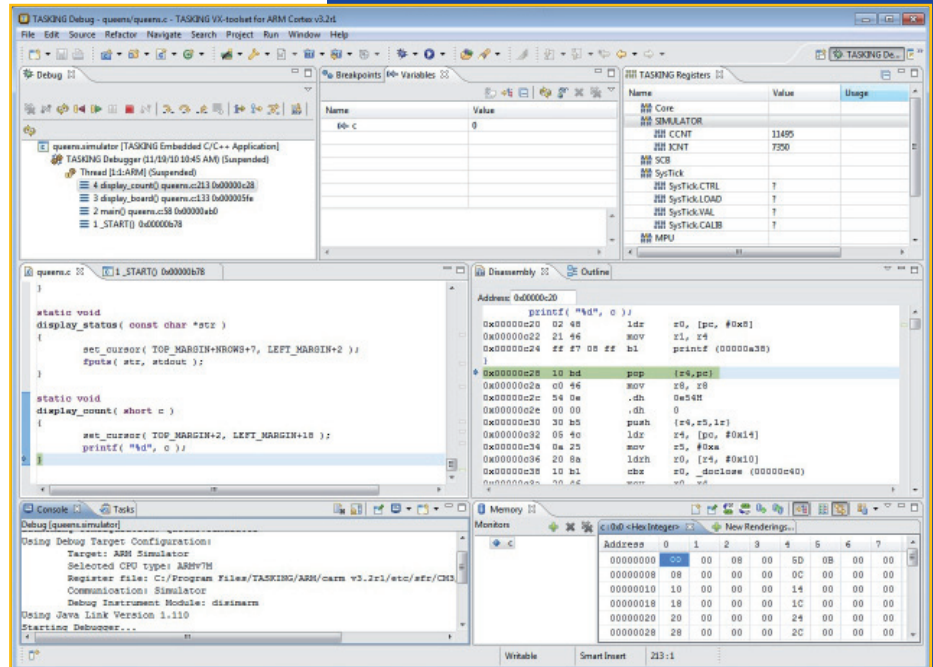 TASKING Debug - queens/queens.c - TASKING VX-toolset for ARM Cortex v3.2r1
File Edit Source Refactor Navigate Search Project Run Window Help
TASKING De...
Debug
queens.simulator [TASKING Embedded C/C++ Application]
TASKING Debugger (11/19/10 10:45 AM) (Suspended)
Thread [1:1:ARM] (Suspended)
4 display_count() queens.c:213 0x00000c28
3 display_board() queens.c:133 0x000005fe
2 main() queens.c:58 0x00000ab0
1 _START() 0x00000b78
Breakpoints Variables
Name Value
c 0
TASKING Registers
Name Value Usage
Core
SIMULATOR
CCNT 11495
ICNT 7350
SCB
SysTick
SysTick.CTRL ?
SysTick.LOAD ?
SysTick.VAL ?
SysTick.CALIB ?
MPU
queens.c 1 _START() 0x00000b78
}
static void
display_status( const char *str )
{
set_cursor( TOP_MARGIN+NROWS+7, LEFT_MARGIN+2 );
fputs( str, stdout );
}
static void
display_count( short c )
{
set_cursor( TOP_MARGIN+2, LEFT_MARGIN+18 );
printf( "%d", c );
}
Disassembly Outline
Address: 0x00000c20
printf( "%d", c );
0x00000c20 02 48 ldr r0, [pc, #0x8]
0x00000c22 21 46 mov r1, r4
0x00000c24 ff f7 08 ff bl printf (00000a38)
}
0x00000c28 10 bd pop {r4,pc}
0x00000c2a c0 46 mov r8, r8
0x00000c2c 54 0e .dh 0e54H
0x00000c2e 00 00 .dh 0
0x00000c30 30 b5 push {r4,r5,lr}
0x00000c32 05 4c ldr r4, [pc, #0x14]
0x00000c34 0a 25 mov r5, #0xa
0x00000c36 20 8a ldrh r0, [r4, #0x10]
0x00000c38 10 b1 cbz r0, _doclose (00000c40)
Console Tasks
Debug [queens.simulator]
Using Debug Target Configuration:
Target: ARM Simulator
Selected CPU type: ARMv7M
Register file: C:/Program Files/TASKING/ARM/carm v3.2r1/etc/sfr/CM3
Communication: Simulator
Debug Instrument Module: disimarm
Using Java Link Version 1.110
Starting Debugger...
Memory
Monitors
c
c : 0x0 <Hex Integer> New Renderings...
Address 0 1 2 3 4 5 6 7
00000000 00 00 08 00 5D 0B 00 00
00000008 08 00 00 00 0C 00 00 00
00000010 10 00 00 00 14 00 00 00
00000018 18 00 00 00 1C 00 00 00
00000020 20 00 00 00 24 00 00 00
00000028 28 00 00 00 2C 00 00 00
Writable Smart Insert 213 : 1